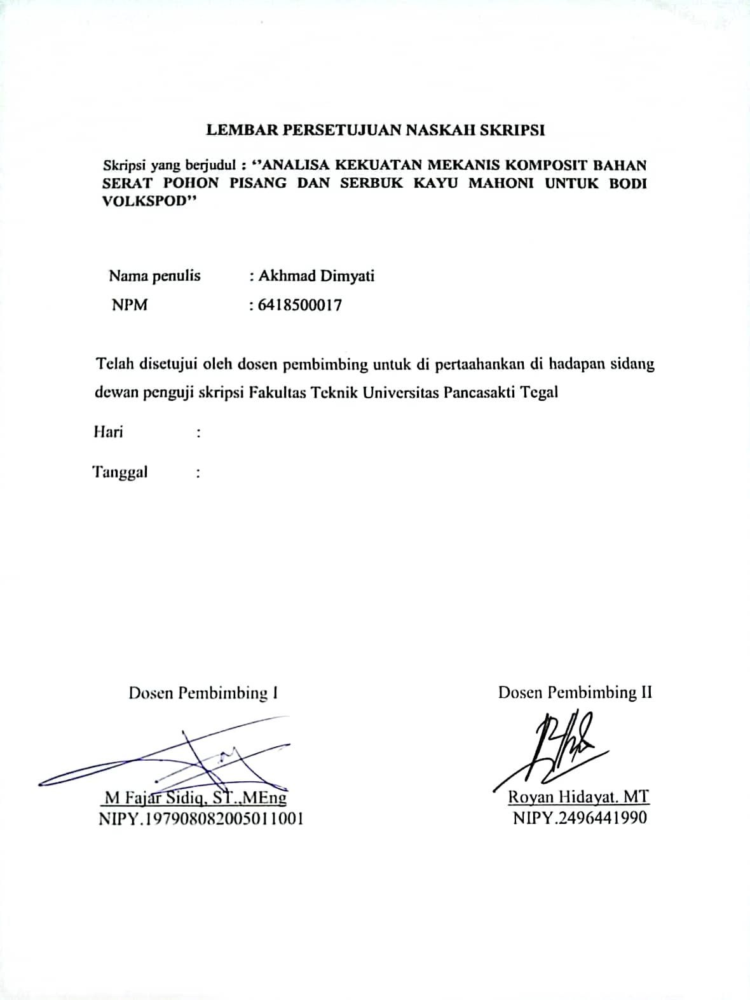 LEMBAR PERSETUJUAN NASKAH SKRIPSI
Skripsi yang berjudul : ‘’ANALISA KEKUATAN MEKANIS KOMPOSIT BAHAN
SERAT POHON PISANG DAN SERBUK KAYU MAHONI UNTUK BODI
VOLKSPOD’’
Nama penulis : Akhmad Dimyati
NPM : 6418500017
Telah disetujui oleh dosen pembimbing untuk di pertaahankan di hadapan sidang
dewan penguji skripsi Fakultas Teknik Universitas Pancasakti Tegal
Hari :
Tanggal :
Dosen Pembimbing I
Dosen Pembimbing II
M Fajar Sidiq, ST.,MEng
Royan Hidayat. MT
NIPY.197908082005011001
NIPY.2496441990